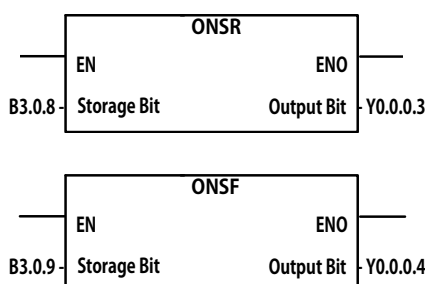 ONSR
EN ENO
B3.0.8 Storage Bit Output Bit Y0.0.0.3
ONSF
EN ENO
B3.0.9 Storage Bit Output Bit Y0.0.0.4